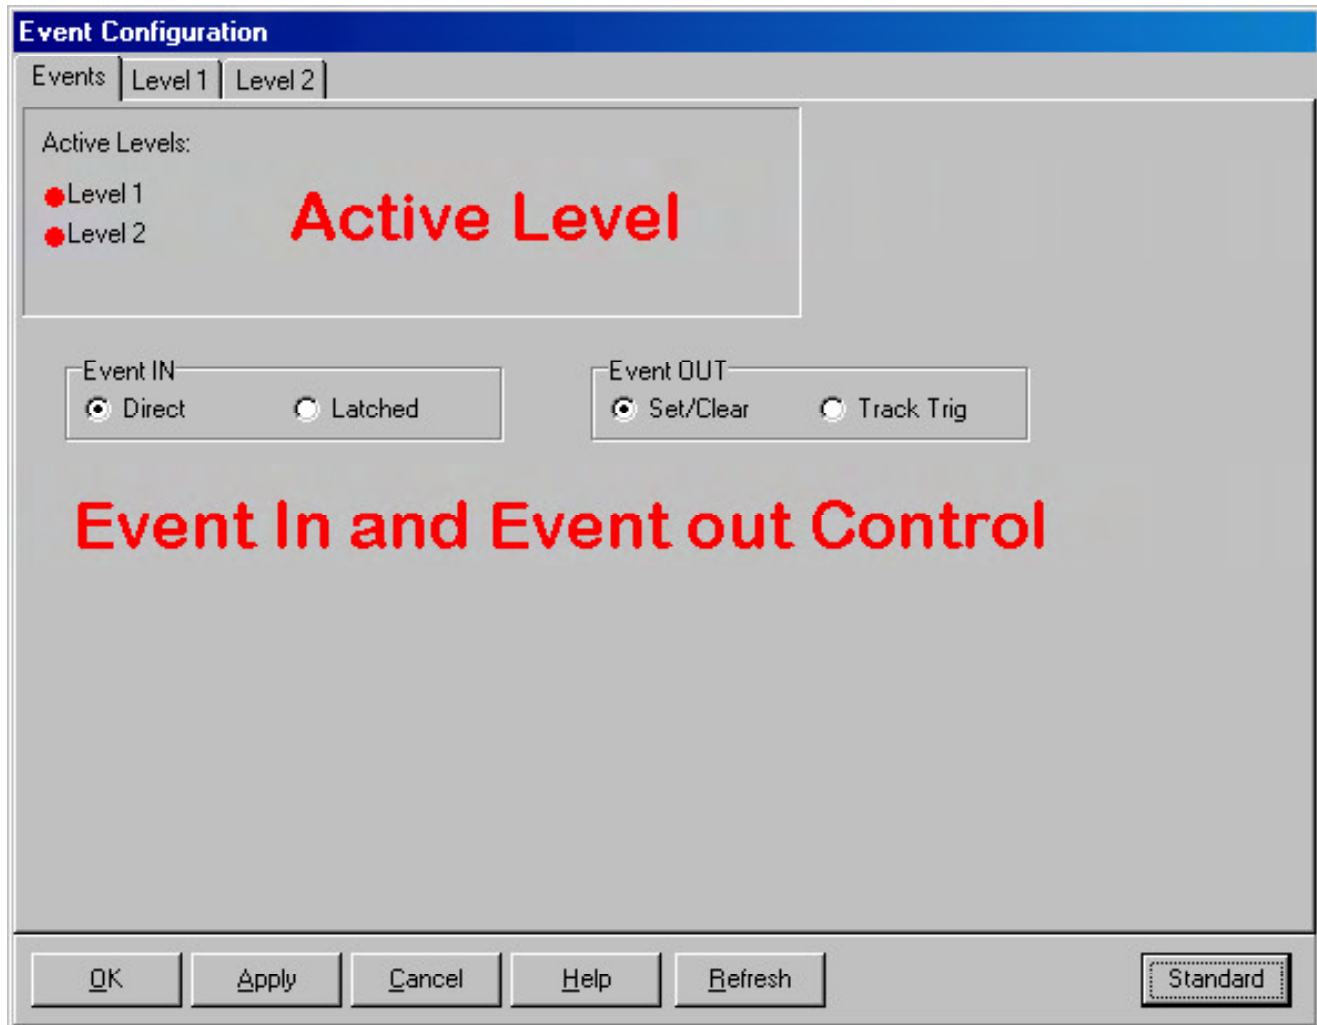 Event Configuration
Events Level 1 Level 2
Active Levels:
Level 1
Level 2
Active Level
Event IN Event OUT
Direct Latched Set/Clear Track Trig
Event In and Event out Control
OK Apply Cancel Help Refresh Standard